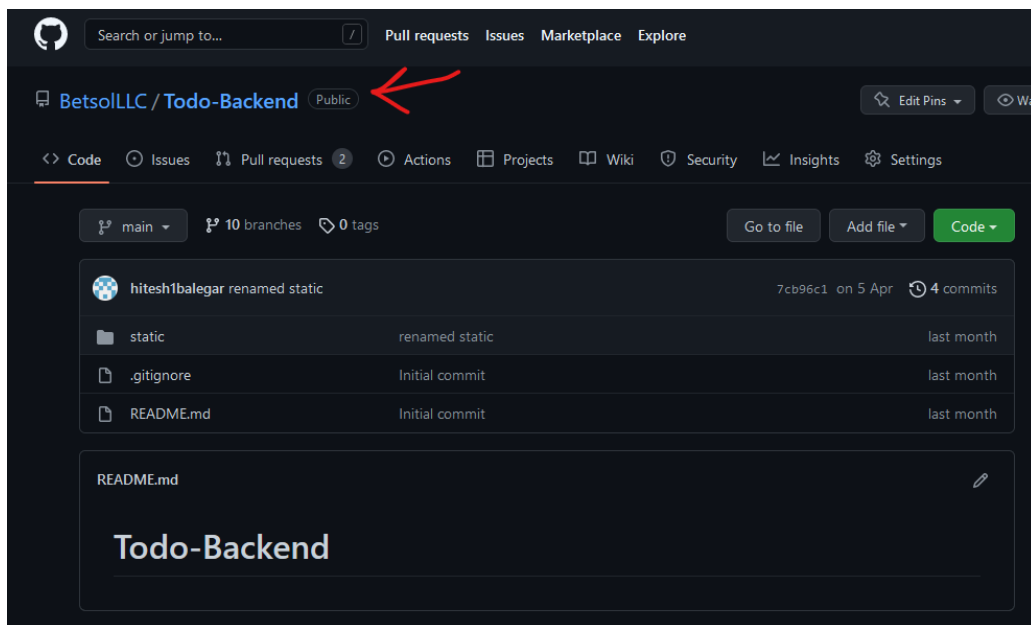 Search or jump to... / Pull requests Issues Marketplace Explore
BetsolLLC / Todo-Backend Public Edit Pins
Code Issues Pull requests 2 Actions Projects Wiki Security Insights Settings
main 10 branches 0 tags Go to file Add file Code
hitesh1balegar renamed static 7cb96c1 on 5 Apr 4 commits
static renamed static last month
.gitignore Initial commit last month
README.md Initial commit last month
README.md
Todo-Backend